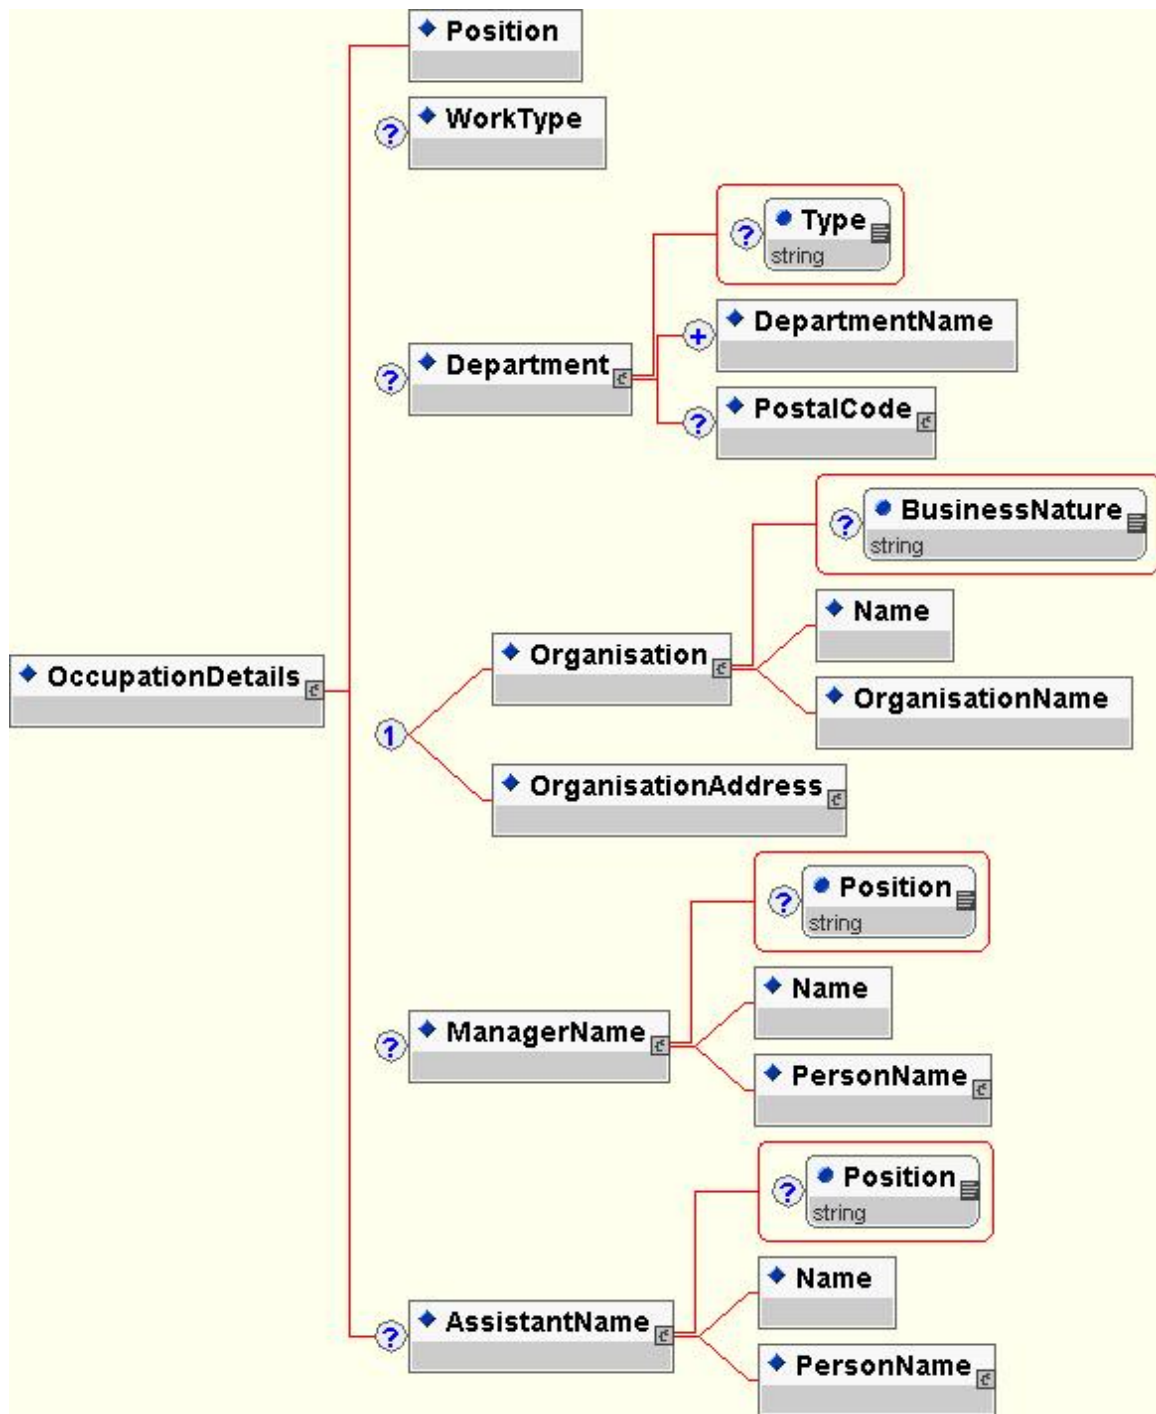 Position
?
WorkType
?
Type
string
+
DepartmentName
?
Department
?
PostalCode
?
BusinessNature
string
Name
Organisation
OrganisationName
OccupationDetails
1
OrganisationAddress
?
Position
string
Name
?
ManagerName
PersonName
?
Position
string
Name
?
AssistantName
PersonName